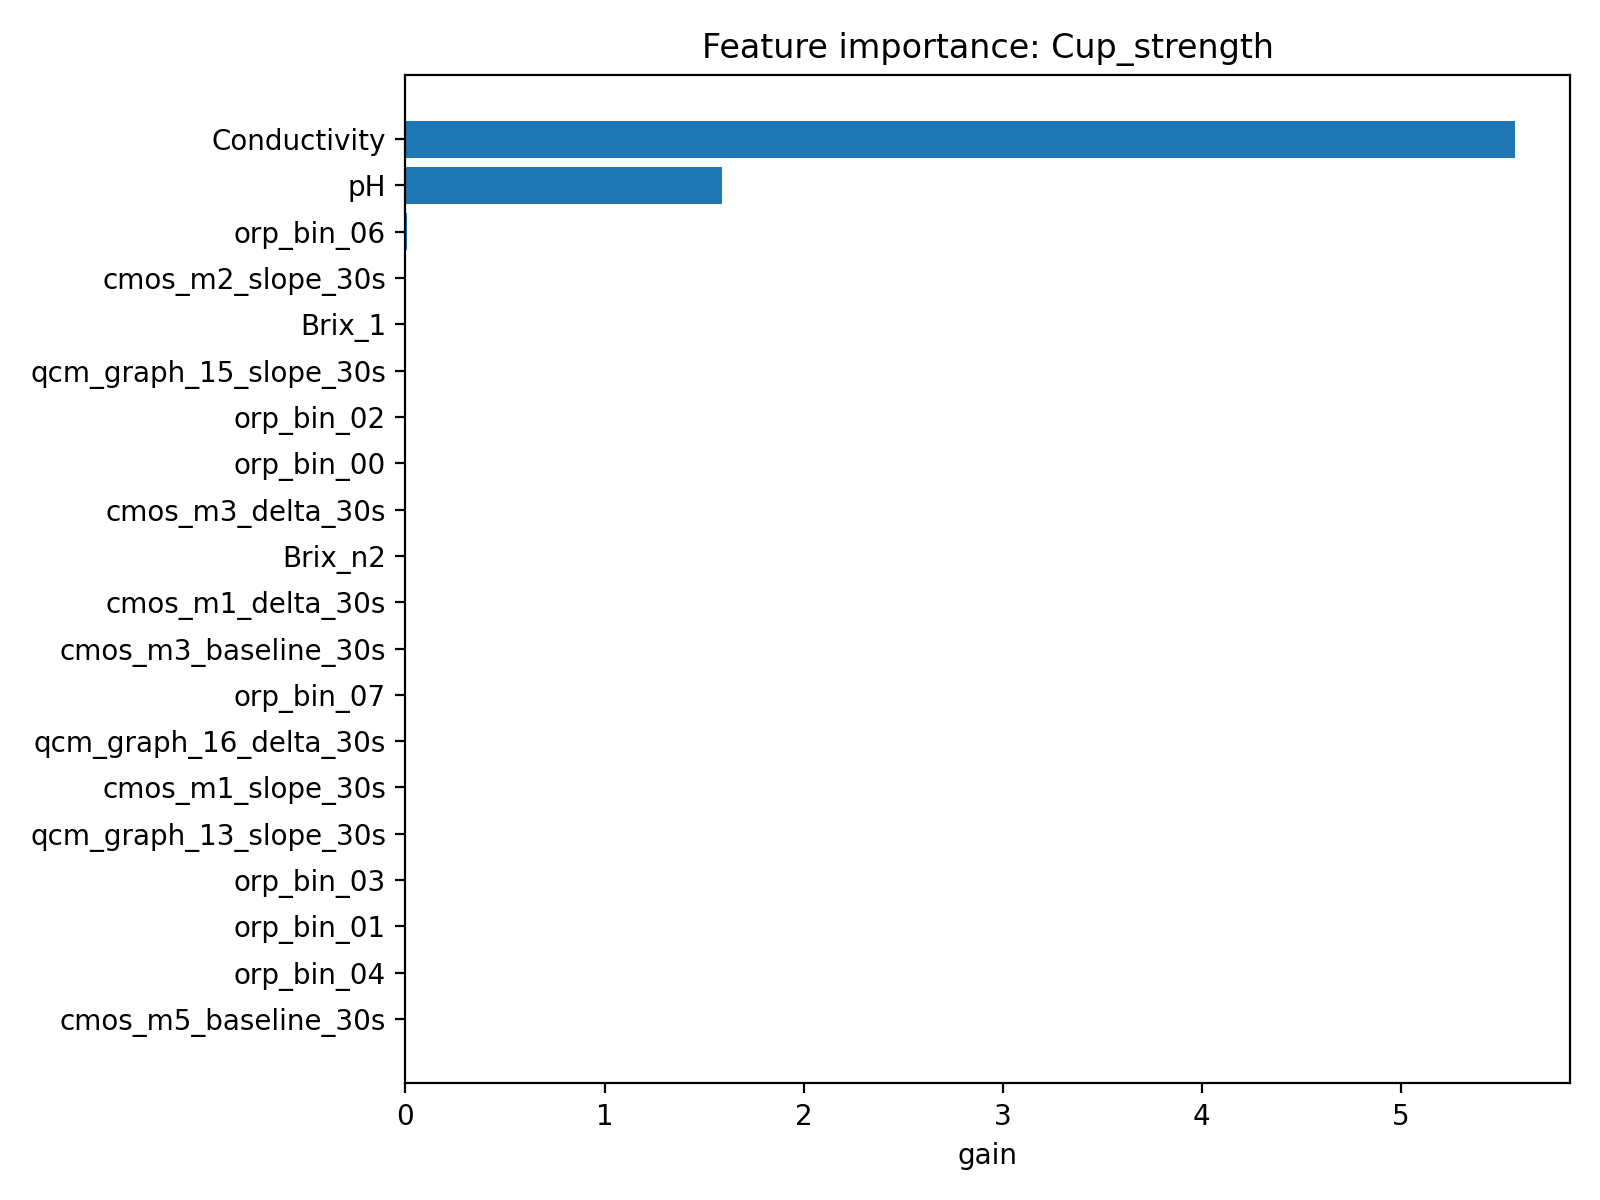 Feature importance: Cup_strength
Conductivity
pH
orp_bin_06
cmos_m2_slope_30s
Brix_1
qcm_graph_15_slope_30s
orp_bin_02
orp_bin_00
cmos_m3_delta_30s
Brix_n2
cmos_m1_delta_30s
cmos_m3_baseline_30s
orp_bin_07
qcm_graph_16_delta_30s
cmos_m1_slope_30s
qcm_graph_13_slope_30s
orp_bin_03
orp_bin_01
orp_bin_04
cmos_m5_baseline_30s
0 1 2 3 4 5
gain